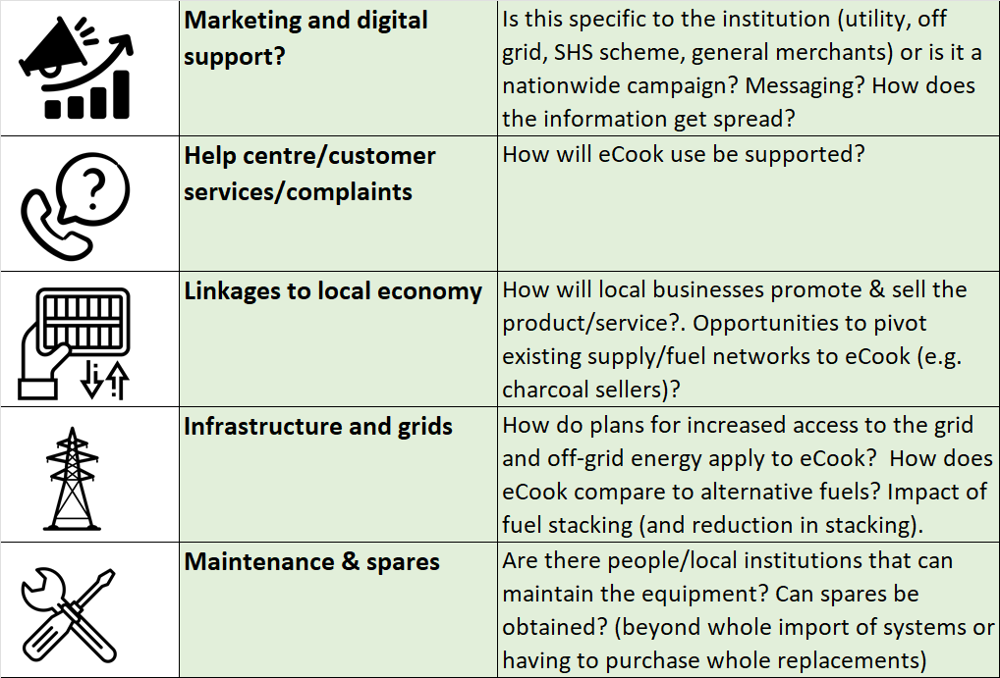 Marketing and digital
support?
Is this specific to the institution (utility, off
grid, SHS scheme, general merchants) or is it a
nationwide campaign? Messaging? How does
the information get spread?
Help centre/customer
services/complaints
How will eCook use be supported?
Linkages to local economy
How will local businesses promote & sell the
product/service?. Opportunities to pivot
existing supply/fuel networks to eCook (e.g.
charcoal sellers)?
Infrastructure and grids
How do plans for increased access to the grid
and off-grid energy apply to eCook?  How does
eCook compare to alternative fuels? Impact of
fuel stacking (and reduction in stacking).
Maintenance & spares
Are there people/local institutions that can
maintain the equipment? Can spares be
obtained? (beyond whole import of systems or
having to purchase whole replacements)